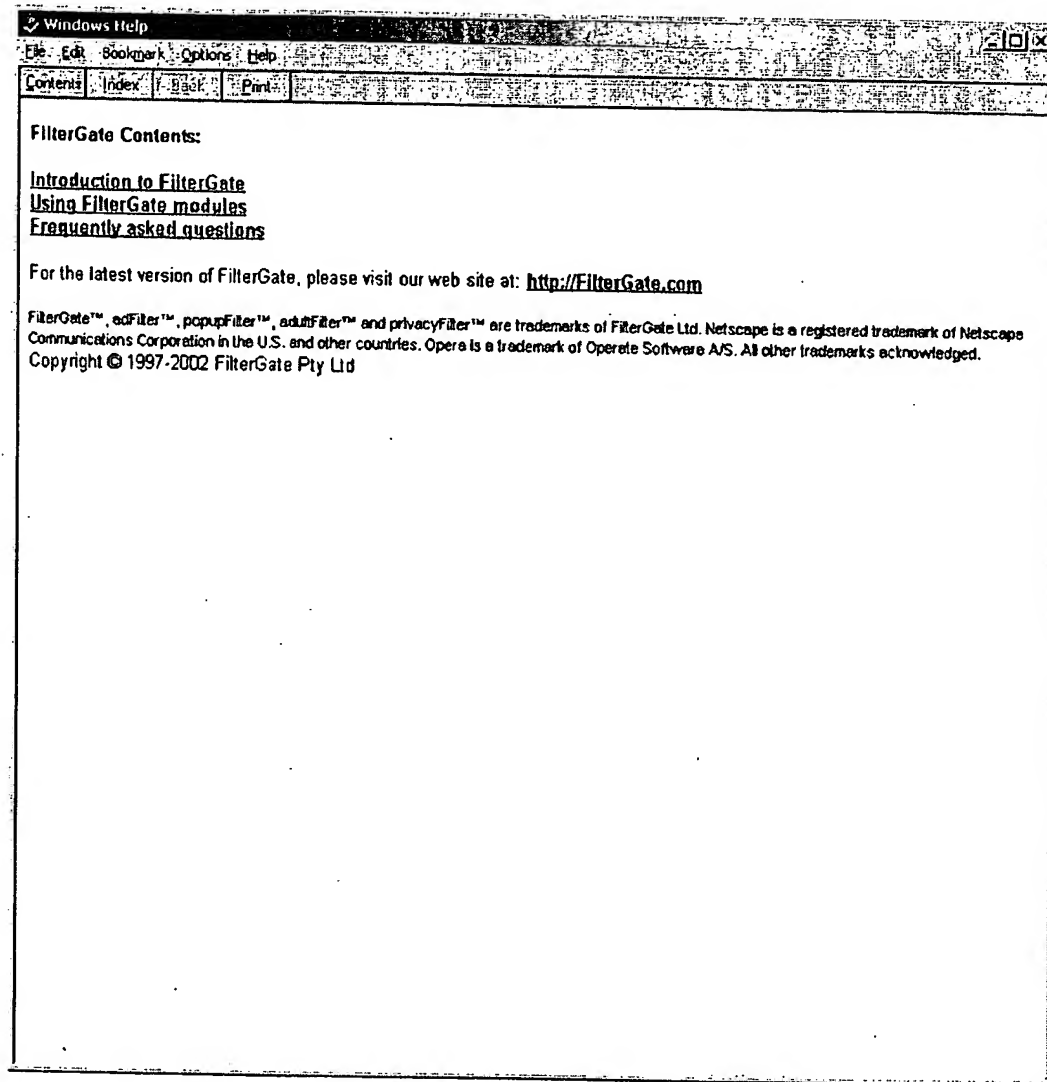 Windows Help
File Edit Bookmark Options Help
Contents Index Back Print
FilterGate Contents:
Introduction to FilterGate
Using FilterGate modules
Frequently asked questions
For the latest version of FilterGate, please visit our web site at: http://FilterGate.com
FilterGate™, adFilter™, popupFilter™, adultFilter™ and privacyFilter™ are trademarks of FilterGate Ltd. Netscape is a registered trademark of Netscape
Communications Corporation in the U.S. and other countries. Opera is a trademark of Operate Software A/S. All other trademarks acknowledged.
Copyright © 1997-2002 FilterGate Pty Ltd